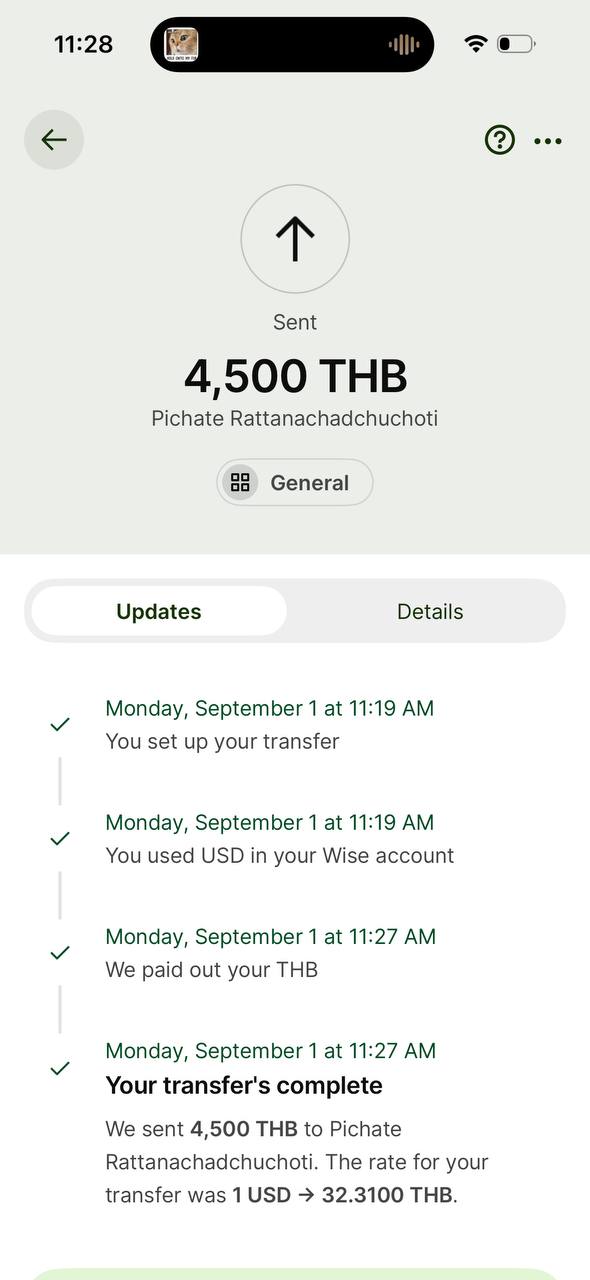 11:28
Sent
4,500 THB
Pichate Rattanachadchuchoti
General
Updates
Details
Monday, September 1 at 11:19 AM
You set up your transfer
Monday, September 1 at 11:19 AM
You used USD in your Wise account
Monday, September 1 at 11:27 AM
We paid out your THB
Monday, September 1 at 11:27 AM
Your transfer's complete
We sent 4,500 THB to Pichate
Rattanachadchuchoti. The rate for your
transfer was 1 USD → 32.3100 THB.